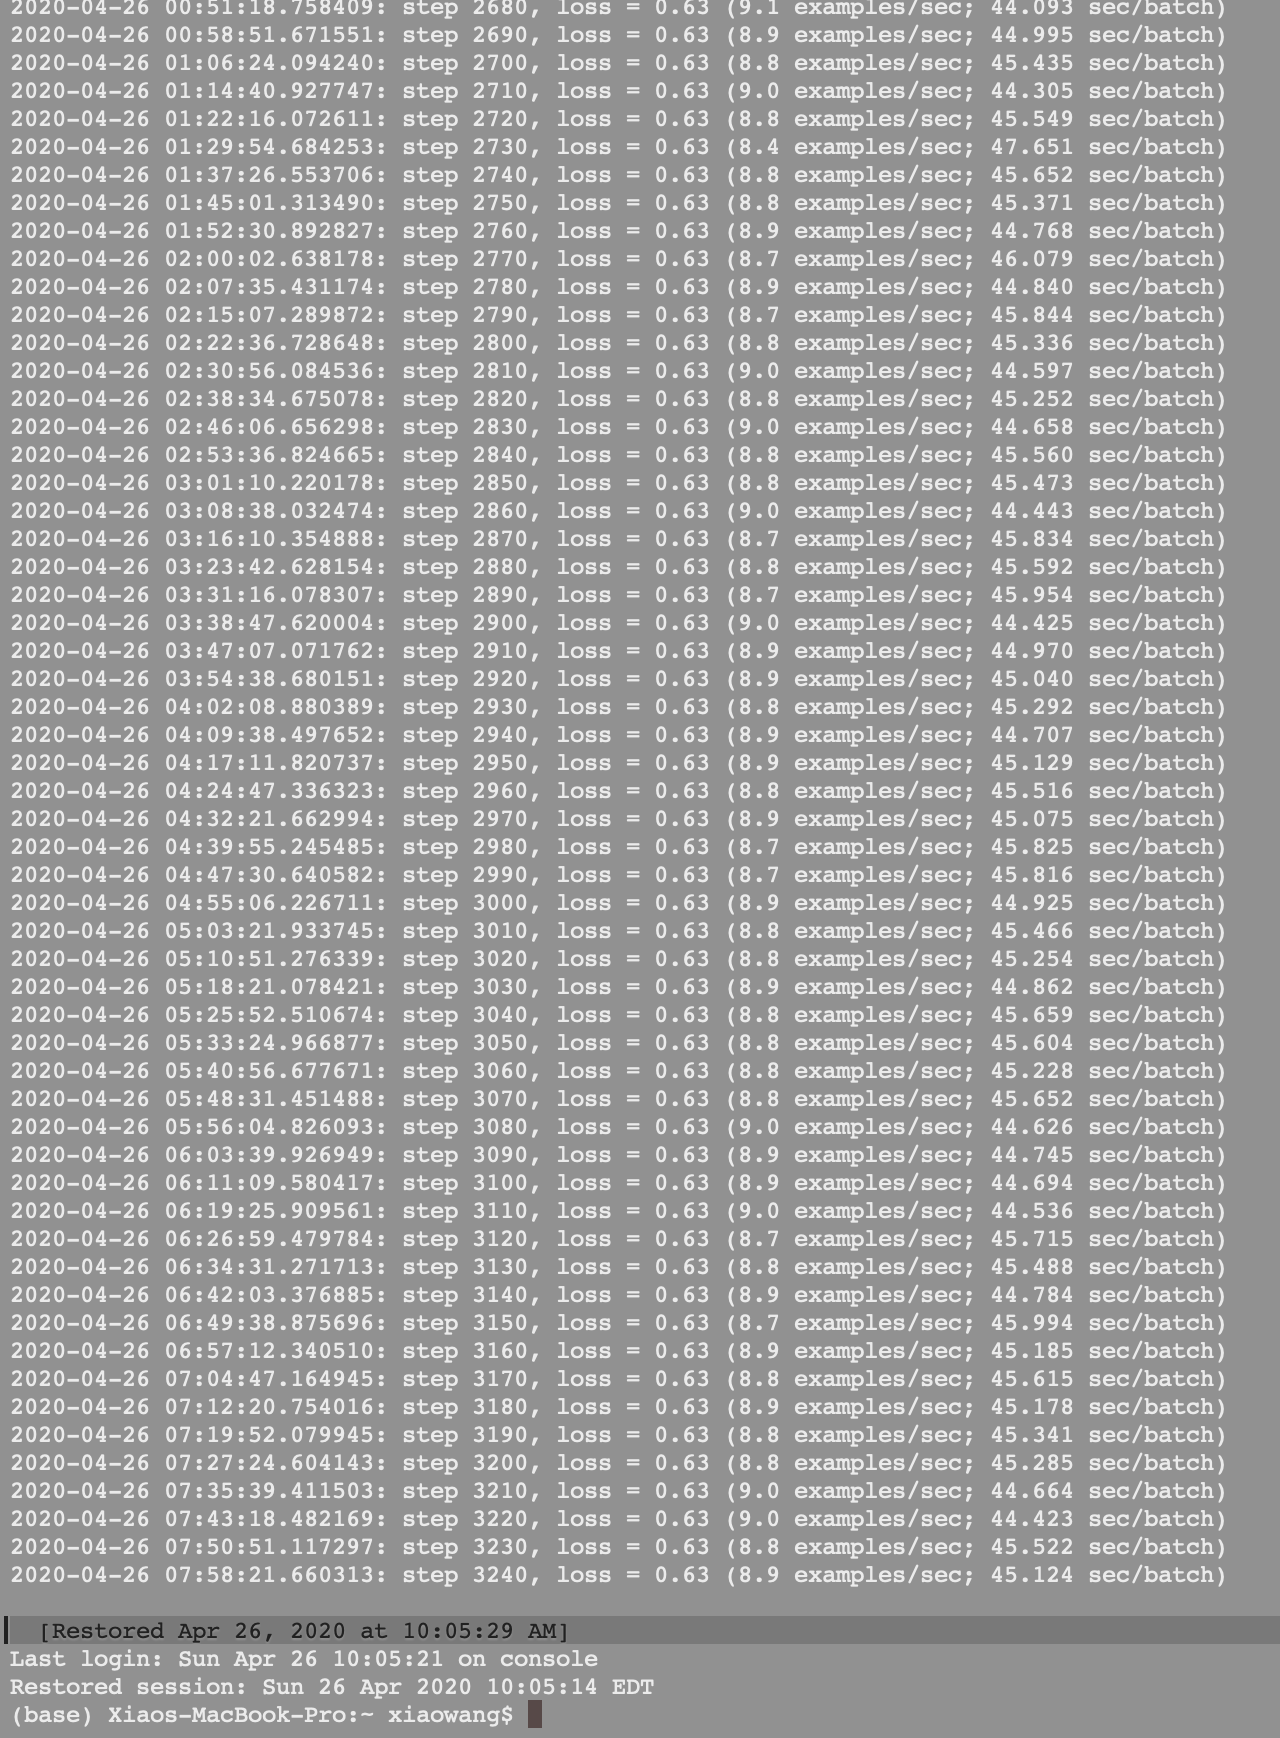 2020-04-26 00:51:18.758409: step 2680, loss = 0.63 (9.1 examples/sec; 44.093 sec/batch)
2020-04-26 00:58:51.671551: step 2690, loss = 0.63 (8.9 examples/sec; 44.995 sec/batch)
2020-04-26 01:06:24.094240: step 2700, loss = 0.63 (8.8 examples/sec; 45.435 sec/batch)
2020-04-26 01:14:40.927747: step 2710, loss = 0.63 (9.0 examples/sec; 44.305 sec/batch)
2020-04-26 01:22:16.072611: step 2720, loss = 0.63 (8.8 examples/sec; 45.549 sec/batch)
2020-04-26 01:29:54.684253: step 2730, loss = 0.63 (8.4 examples/sec; 47.651 sec/batch)
2020-04-26 01:37:26.553706: step 2740, loss = 0.63 (8.8 examples/sec; 45.652 sec/batch)
2020-04-26 01:45:01.313490: step 2750, loss = 0.63 (8.8 examples/sec; 45.371 sec/batch)
2020-04-26 01:52:30.892827: step 2760, loss = 0.63 (8.9 examples/sec; 44.768 sec/batch)
2020-04-26 02:00:02.638178: step 2770, loss = 0.63 (8.7 examples/sec; 46.079 sec/batch)
2020-04-26 02:07:35.431174: step 2780, loss = 0.63 (8.9 examples/sec; 44.840 sec/batch)
2020-04-26 02:15:07.289872: step 2790, loss = 0.63 (8.7 examples/sec; 45.844 sec/batch)
2020-04-26 02:22:36.728648: step 2800, loss = 0.63 (8.8 examples/sec; 45.336 sec/batch)
2020-04-26 02:30:56.084536: step 2810, loss = 0.63 (9.0 examples/sec; 44.597 sec/batch)
2020-04-26 02:38:34.675078: step 2820, loss = 0.63 (8.8 examples/sec; 45.252 sec/batch)
2020-04-26 02:46:06.656298: step 2830, loss = 0.63 (9.0 examples/sec; 44.658 sec/batch)
2020-04-26 02:53:36.824665: step 2840, loss = 0.63 (8.8 examples/sec; 45.560 sec/batch)
2020-04-26 03:01:10.220178: step 2850, loss = 0.63 (8.8 examples/sec; 45.473 sec/batch)
2020-04-26 03:08:38.032474: step 2860, loss = 0.63 (9.0 examples/sec; 44.443 sec/batch)
2020-04-26 03:16:10.354888: step 2870, loss = 0.63 (8.7 examples/sec; 45.834 sec/batch)
2020-04-26 03:23:42.628154: step 2880, loss = 0.63 (8.8 examples/sec; 45.592 sec/batch)
2020-04-26 03:31:16.078307: step 2890, loss = 0.63 (8.7 examples/sec; 45.954 sec/batch)
2020-04-26 03:38:47.620004: step 2900, loss = 0.63 (9.0 examples/sec; 44.425 sec/batch)
2020-04-26 03:47:07.071762: step 2910, loss = 0.63 (8.9 examples/sec; 44.970 sec/batch)
2020-04-26 03:54:38.680151: step 2920, loss = 0.63 (8.9 examples/sec; 45.040 sec/batch)
2020-04-26 04:02:08.880389: step 2930, loss = 0.63 (8.8 examples/sec; 45.292 sec/batch)
2020-04-26 04:09:38.497652: step 2940, loss = 0.63 (8.9 examples/sec; 44.707 sec/batch)
2020-04-26 04:17:11.820737: step 2950, loss = 0.63 (8.9 examples/sec; 45.129 sec/batch)
2020-04-26 04:24:47.336323: step 2960, loss = 0.63 (8.8 examples/sec; 45.516 sec/batch)
2020-04-26 04:32:21.662994: step 2970, loss = 0.63 (8.9 examples/sec; 45.075 sec/batch)
2020-04-26 04:39:55.245485: step 2980, loss = 0.63 (8.7 examples/sec; 45.825 sec/batch)
2020-04-26 04:47:30.640582: step 2990, loss = 0.63 (8.7 examples/sec; 45.816 sec/batch)
2020-04-26 04:55:06.226711: step 3000, loss = 0.63 (8.9 examples/sec; 44.925 sec/batch)
2020-04-26 05:03:21.933745: step 3010, loss = 0.63 (8.8 examples/sec; 45.466 sec/batch)
2020-04-26 05:10:51.276339: step 3020, loss = 0.63 (8.8 examples/sec; 45.254 sec/batch)
2020-04-26 05:18:21.078421: step 3030, loss = 0.63 (8.9 examples/sec; 44.862 sec/batch)
2020-04-26 05:25:52.510674: step 3040, loss = 0.63 (8.8 examples/sec; 45.659 sec/batch)
2020-04-26 05:33:24.966877: step 3050, loss = 0.63 (8.8 examples/sec; 45.604 sec/batch)
2020-04-26 05:40:56.677671: step 3060, loss = 0.63 (8.8 examples/sec; 45.228 sec/batch)
2020-04-26 05:48:31.451488: step 3070, loss = 0.63 (8.8 examples/sec; 45.652 sec/batch)
2020-04-26 05:56:04.826093: step 3080, loss = 0.63 (9.0 examples/sec; 44.626 sec/batch)
2020-04-26 06:03:39.926949: step 3090, loss = 0.63 (8.9 examples/sec; 44.745 sec/batch)
2020-04-26 06:11:09.580417: step 3100, loss = 0.63 (8.9 examples/sec; 44.694 sec/batch)
2020-04-26 06:19:25.909561: step 3110, loss = 0.63 (9.0 examples/sec; 44.536 sec/batch)
2020-04-26 06:26:59.479784: step 3120, loss = 0.63 (8.7 examples/sec; 45.715 sec/batch)
2020-04-26 06:34:31.271713: step 3130, loss = 0.63 (8.8 examples/sec; 45.488 sec/batch)
2020-04-26 06:42:03.376885: step 3140, loss = 0.63 (8.9 examples/sec; 44.784 sec/batch)
2020-04-26 06:49:38.875696: step 3150, loss = 0.63 (8.7 examples/sec; 45.994 sec/batch)
2020-04-26 06:57:12.340510: step 3160, loss = 0.63 (8.9 examples/sec; 45.185 sec/batch)
2020-04-26 07:04:47.164945: step 3170, loss = 0.63 (8.8 examples/sec; 45.615 sec/batch)
2020-04-26 07:12:20.754016: step 3180, loss = 0.63 (8.9 examples/sec; 45.178 sec/batch)
2020-04-26 07:19:52.079945: step 3190, loss = 0.63 (8.8 examples/sec; 45.341 sec/batch)
2020-04-26 07:27:24.604143: step 3200, loss = 0.63 (8.8 examples/sec; 45.285 sec/batch)
2020-04-26 07:35:39.411503: step 3210, loss = 0.63 (9.0 examples/sec; 44.664 sec/batch)
2020-04-26 07:43:18.482169: step 3220, loss = 0.63 (9.0 examples/sec; 44.423 sec/batch)
2020-04-26 07:50:51.117297: step 3230, loss = 0.63 (8.8 examples/sec; 45.522 sec/batch)
2020-04-26 07:58:21.660313: step 3240, loss = 0.63 (8.9 examples/sec; 45.124 sec/batch)
[Restored Apr 26, 2020 at 10:05:29 AM]
Last login: Sun Apr 26 10:05:21 on console
Restored session: Sun 26 Apr 2020 10:05:14 EDT
(base) Xiaos-MacBook-Pro:~ xiaowang$